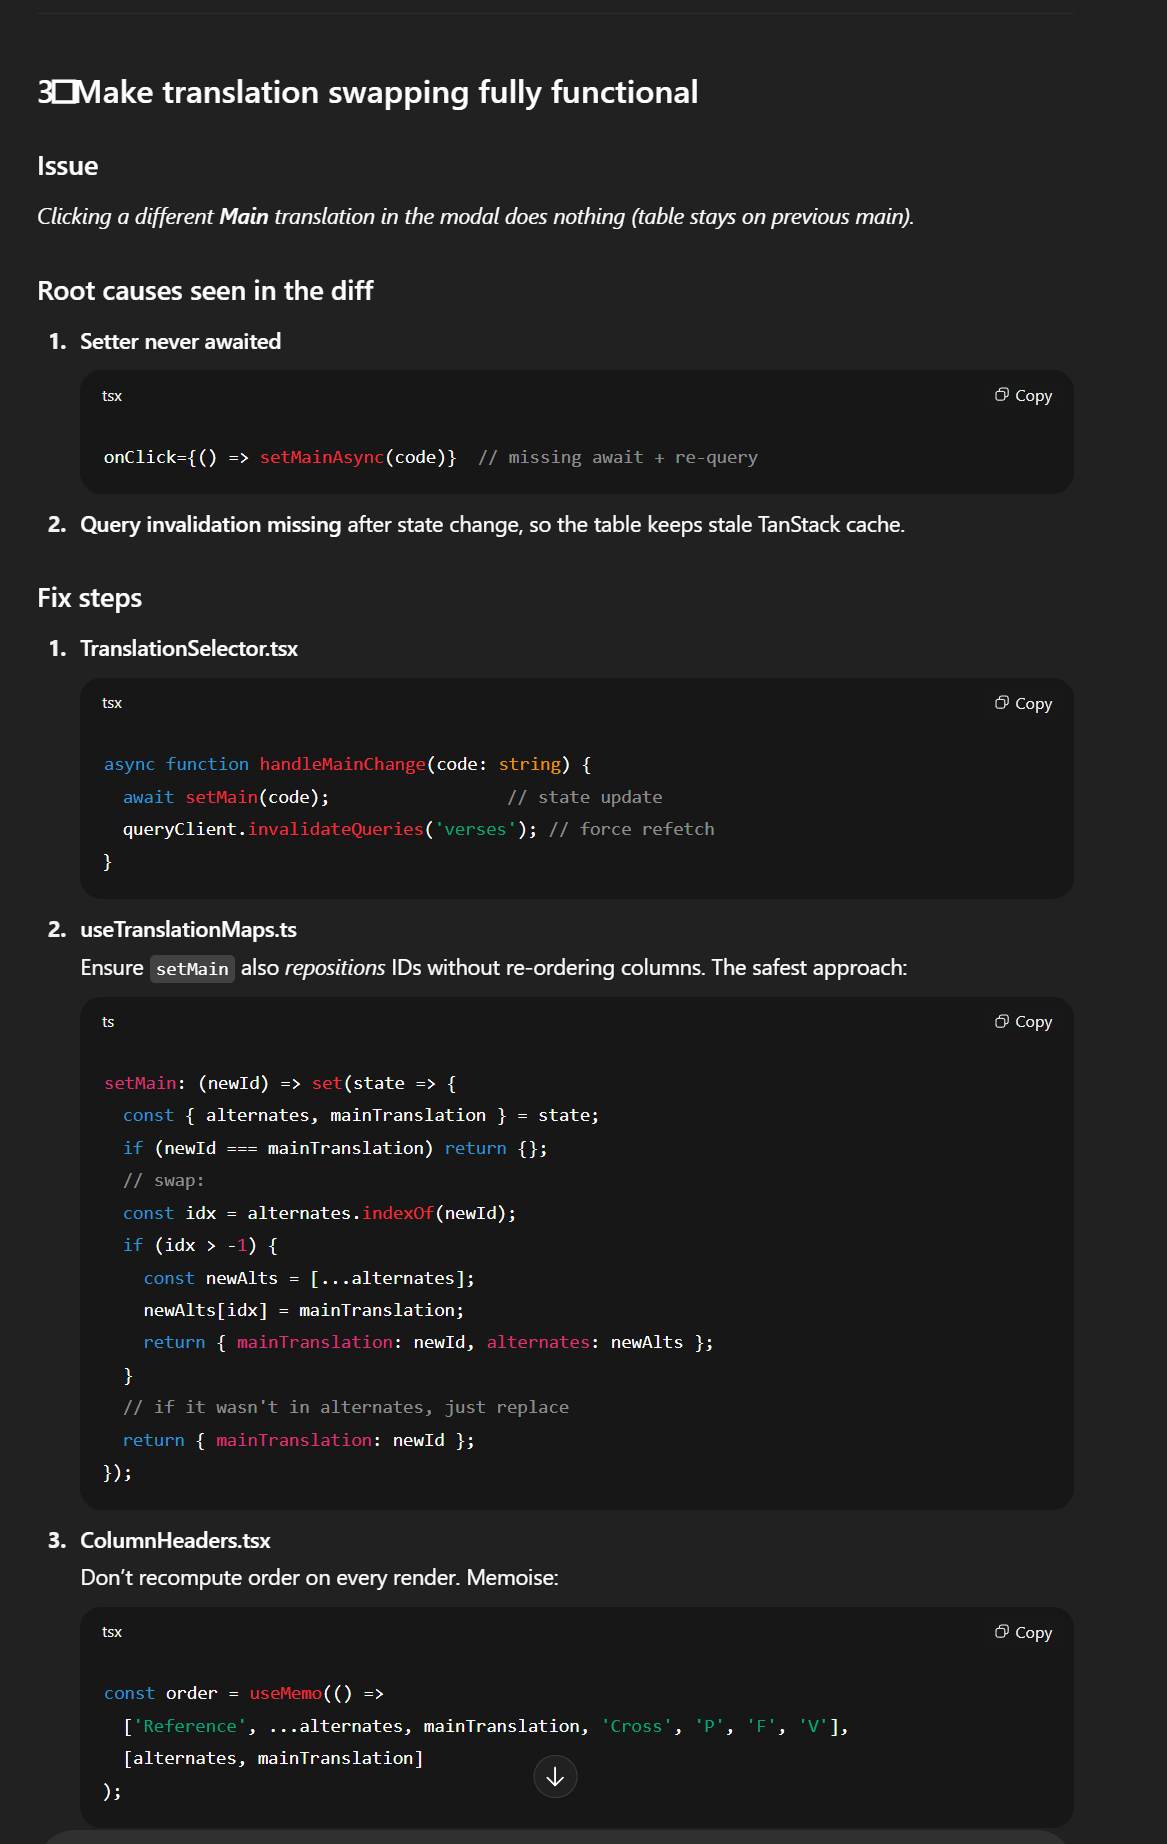 3□Make translation swapping fully functional
Issue
Clicking a different Main translation in the modal does nothing (table stays on previous main).
Root causes seen in the diff
1. Setter never awaited
tsx
Copy
onClick={() => setMainAsync(code)}  // missing await + re-query
2. Query invalidation missing after state change, so the table keeps stale TanStack cache.
Fix steps
1. TranslationSelector.tsx
tsx
Copy
async function handleMainChange(code: string) {
  await setMain(code);                 // state update
  queryClient.invalidateQueries('verses'); // force refetch
}
2. useTranslationMaps.ts
Ensure setMain also repositions IDs without re-ordering columns. The safest approach:
ts
Copy
setMain: (newId) => set(state => {
  const { alternates, mainTranslation } = state;
  if (newId === mainTranslation) return {};
  // swap:
  const idx = alternates.indexOf(newId);
  if (idx > -1) {
    const newAlts = [...alternates];
    newAlts[idx] = mainTranslation;
    return { mainTranslation: newId, alternates: newAlts };
  }
  // if it wasn't in alternates, just replace
  return { mainTranslation: newId };
});
3. ColumnHeaders.tsx
Don’t recompute order on every render. Memoise:
tsx
Copy
const order = useMemo(() =>
  ['Reference', ...alternates, mainTranslation, 'Cross', 'P', 'F', 'V'],
  [alternates, mainTranslation]
);